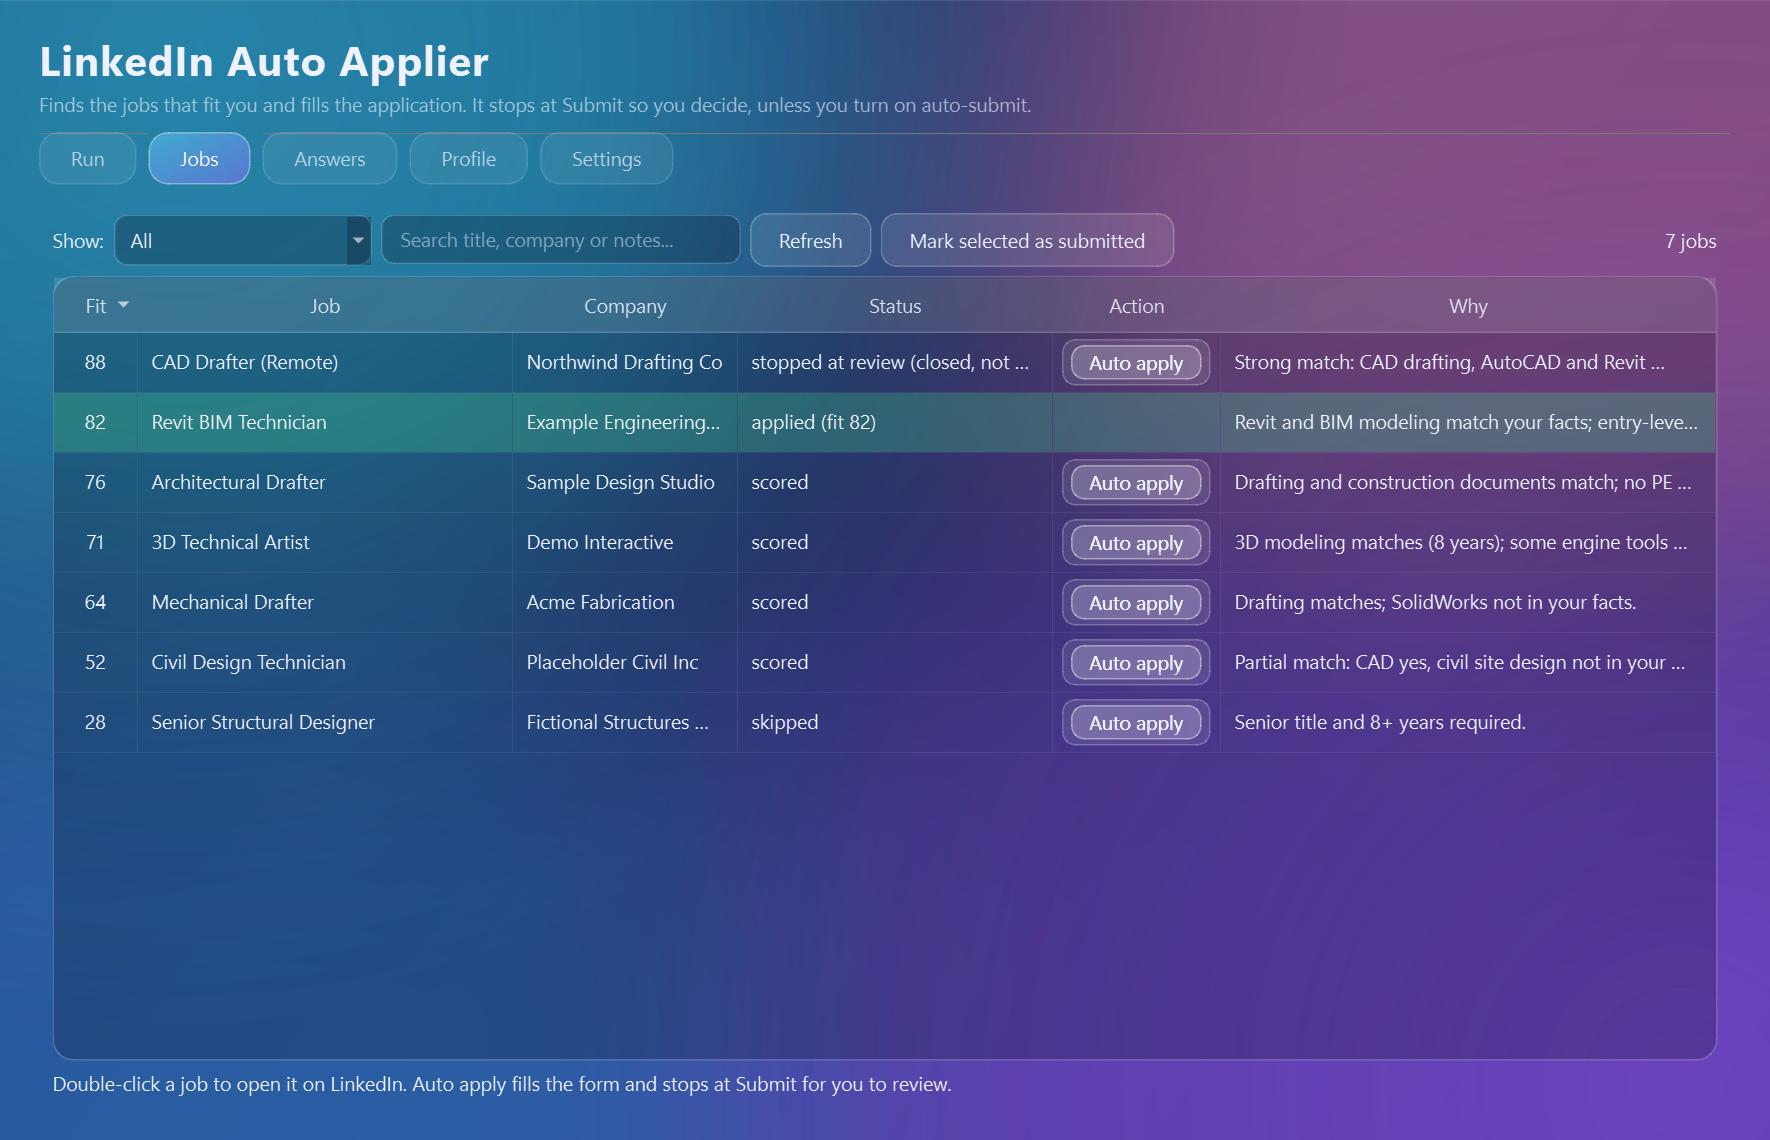 LinkedIn Auto Applier
Finds the jobs that fit you and fills the application. It stops at Submit so you decide, unless you turn on auto-submit.
Run Jobs Answers Profile Settings
Show: All Search title, company or notes... Refresh Mark selected as submitted 7 jobs
Fit Job Company Status Action Why
88 CAD Drafter (Remote) Northwind Drafting Co stopped at review (closed, not ... Auto apply Strong match: CAD drafting, AutoCAD and Revit ...
82 Revit BIM Technician Example Engineering... applied (fit 82) Revit and BIM modeling match your facts; entry-leve...
76 Architectural Drafter Sample Design Studio scored Auto apply Drafting and construction documents match; no PE ...
71 3D Technical Artist Demo Interactive scored Auto apply 3D modeling matches (8 years); some engine tools ...
64 Mechanical Drafter Acme Fabrication scored Auto apply Drafting matches; SolidWorks not in your facts.
52 Civil Design Technician Placeholder Civil Inc scored Auto apply Partial match: CAD yes, civil site design not in your ...
28 Senior Structural Designer Fictional Structures ... skipped Auto apply Senior title and 8+ years required.
Double-click a job to open it on LinkedIn. Auto apply fills the form and stops at Submit for you to review.